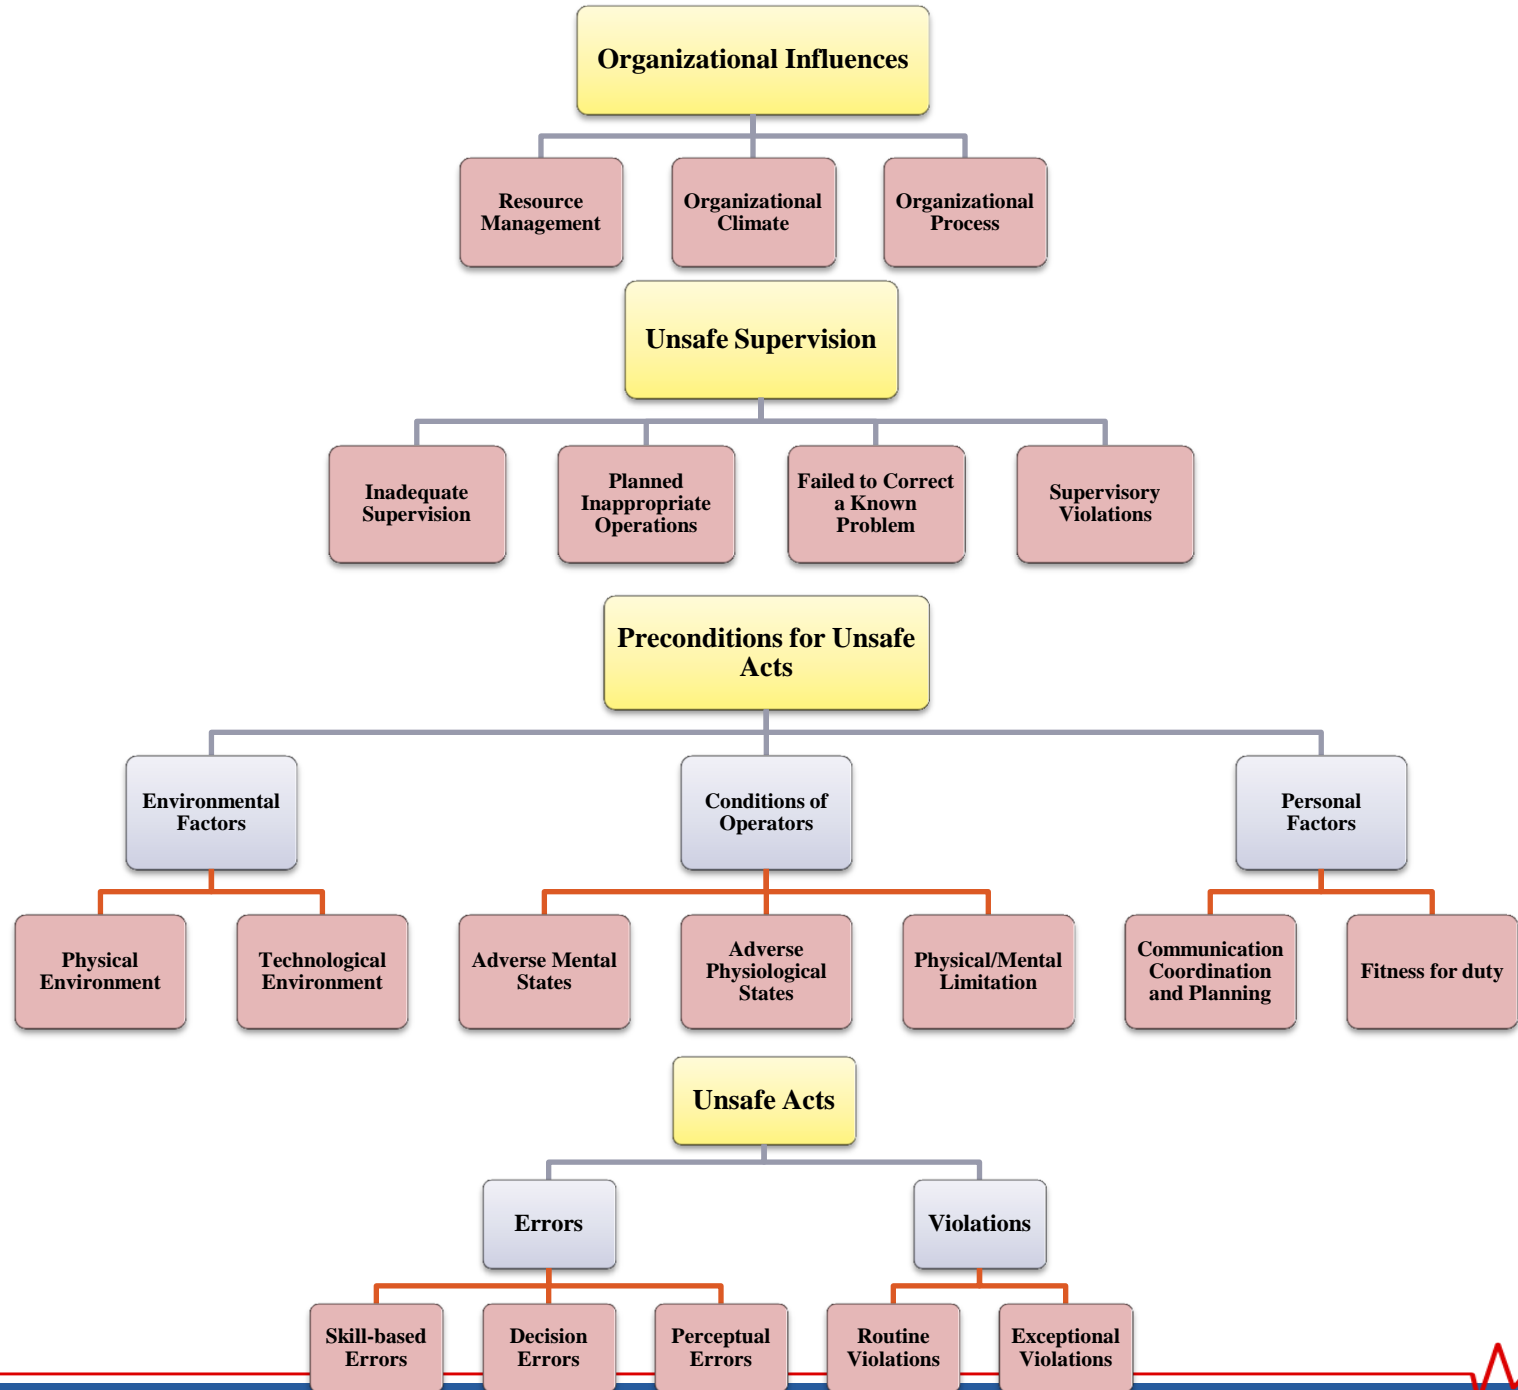 Organizational Influences
Resource
Management
Organizational
Climate
Organizational
Process
Unsafe Supervision
Inadequate
Supervision
Planned
Inappropriate
Operations
Failed to Correct
a Known
Problem
Supervisory
Violations
Preconditions for Unsafe
Acts
Environmental
Factors
Conditions of
Operators
Personal
Factors
Physical
Environment
Technological
Environment
Adverse Mental
States
Adverse
Physiological
States
Physical/Mental
Limitation
Communication
Coordination
and Planning
Fitness for duty
Unsafe Acts
Errors
Violations
Skill-based
Errors
Decision
Errors
Perceptual
Errors
Routine
Violations
Exceptional
Violations